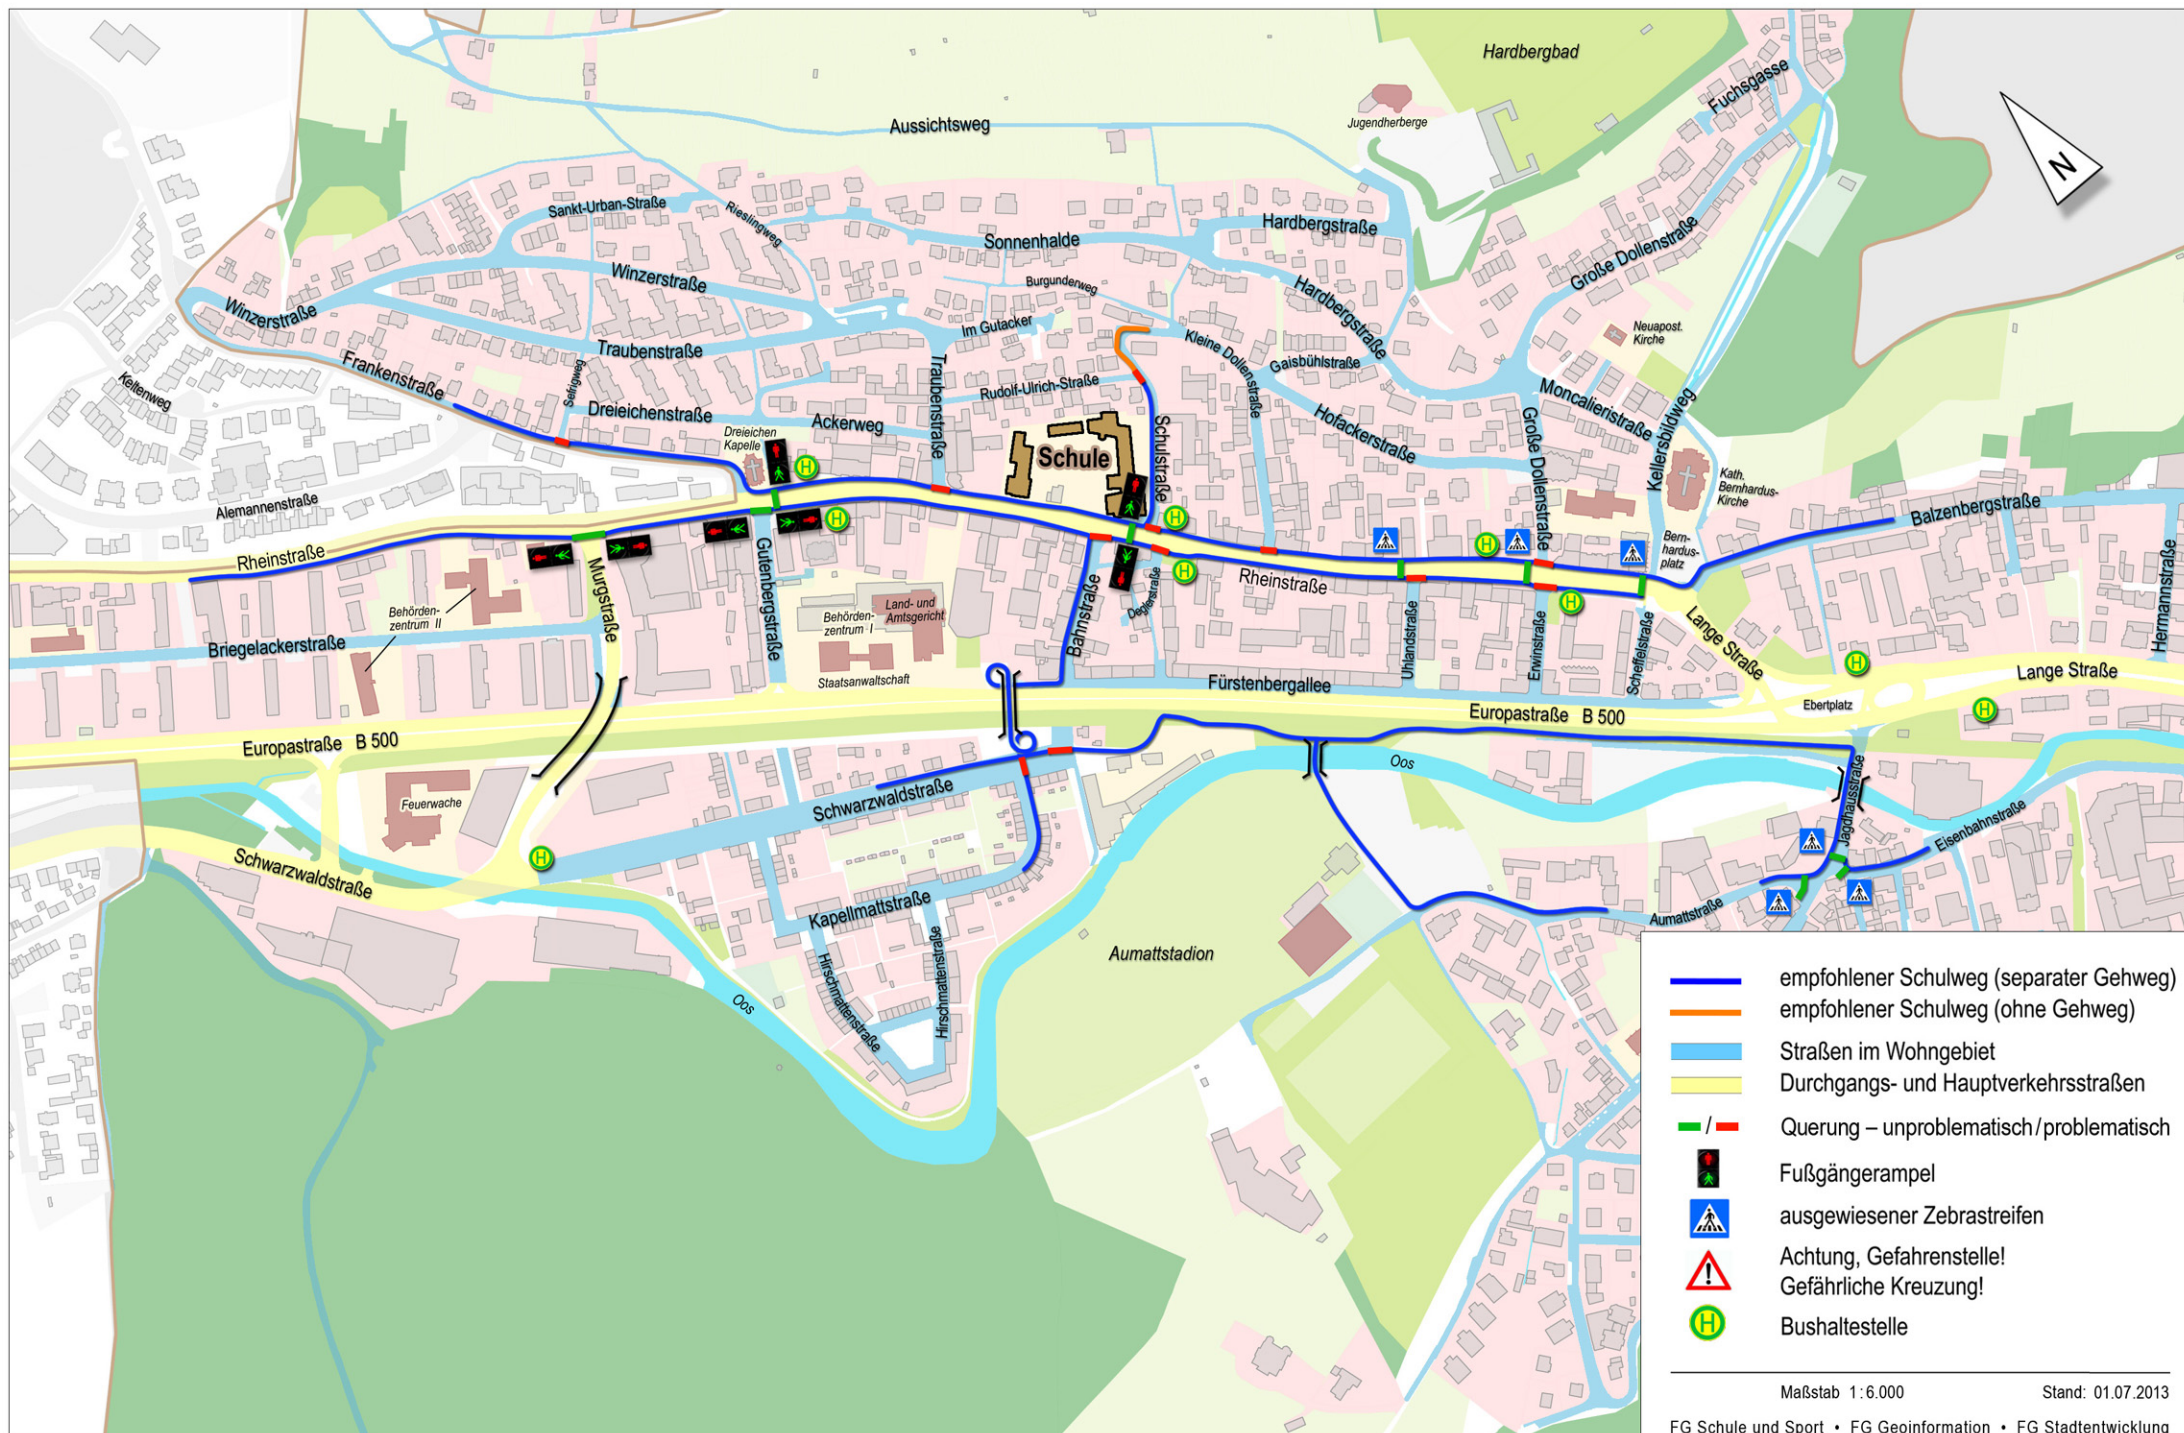 Hardbergbad
Fuchsgasse
Jugendherberge
Aussichtsweg
N
Sankt-Urban-Straße
Rieslingweg
Sonnenhalde
Hardbergstraße
Große Dollenstraße
Winzerstraße
Burgunderweg
Hardbergstraße
Winzerstraße
Im Gutacker
Neuapost.
Kirche
Traubenstraße
Kleine Dollenstraße
Gaisbühlstraße
Frankenstraße
Sefrigweg
Traubenstraße
Rudolf-Ulrich-Straße
Moncalieristraße
Keltenweg
Dreieichenstraße
Ackerweg
Hofackerstraße
Große Dollenstraße
Kellersbildweg
Dreieichen
Kapelle
Schule
Schulstraße
Kath.
Bernhardus-
Kirche
Alemannenstraße
Balzenbergstraße
Bern-
hardus-
platz
Rheinstraße
Murgstraße
Gutenbergstraße
Bahnstraße
Deglerstraße
Rheinstraße
Hermannstraße
Behörden-
zentrum II
Behörden-
zentrum I
Land- und
Amtsgericht
Uhlandstraße
Erwinstraße
Scheffelstraße
Lange Straße
Briegelackerstraße
Staatsanwaltschaft
Fürstenbergallee
Lange Straße
Europastraße B 500
Ebertplatz
Europastraße B 500
Oos
Feuerwache
Schwarzwaldstraße
Jagdhausstraße
Eisenbahnstraße
Schwarzwaldstraße
Kapellmattstraße
Aumattstraße
Hirschmattenstraße
Hirschmattenstraße
Aumattstadion
Oos
H
H
H
H
H
H
H
H
H
empfohlener Schulweg (separater Gehweg)
empfohlener Schulweg (ohne Gehweg)
Straßen im Wohngebiet
Durchgangs- und Hauptverkehrsstraßen
/ Querung – unproblematisch/problematisch
Fußgängerampel
ausgewiesener Zebrastreifen
! Achtung, Gefahrenstelle!
Gefährliche Kreuzung!
H Bushaltestelle
Maßstab 1:6.000 Stand: 01.07.2013
FG Schule und Sport • FG Geoinformation • FG Stadtentwicklung